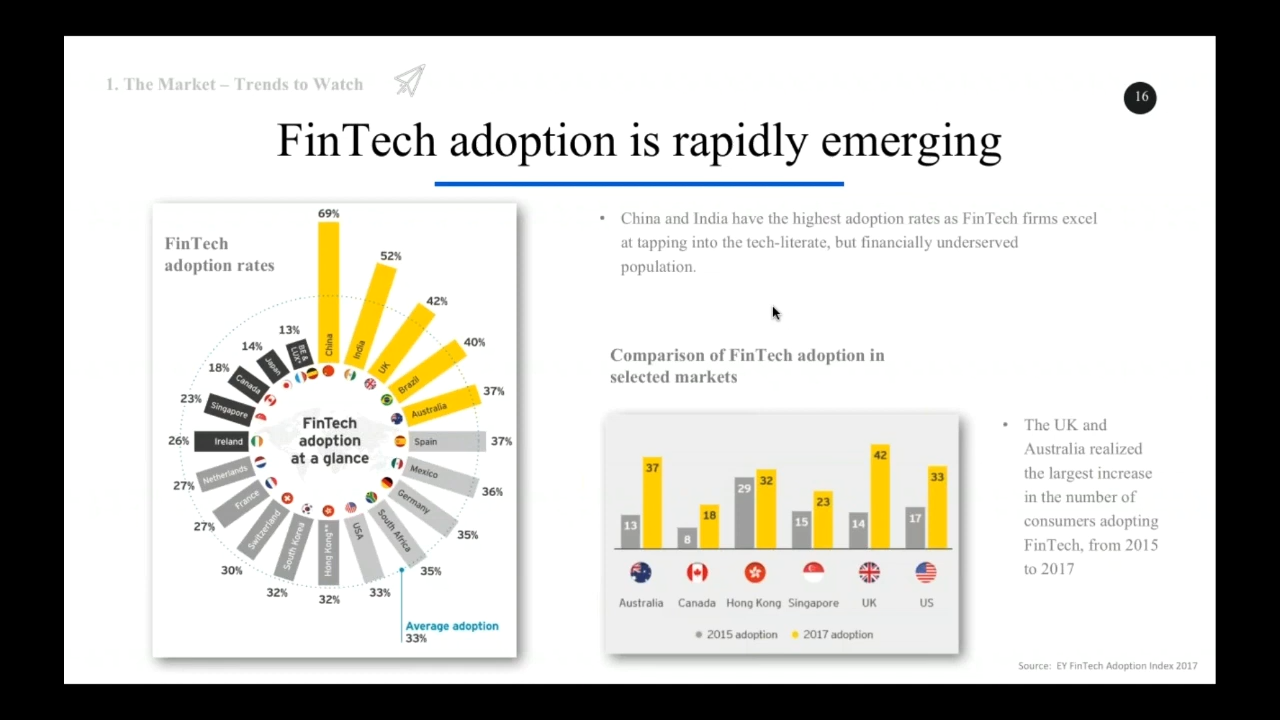 1. The Market – Trends to Watch
16
FinTech adoption is rapidly emerging
FinTech
adoption rates
69%
China
52%
India
42%
UK
40%
Brazil
37%
Australia
37%
Spain
36%
Mexico
35%
Germany
35%
South Africa
33%
USA
32%
Hong Kong**
32%
South Korea
30%
Switzerland
27%
France
27%
Netherlands
26%
Ireland
23%
Singapore
18%
Canada
14%
Japan
13%
BE &
LUX*
FinTech
adoption
at a glance
Average adoption
33%
• China and India have the highest adoption rates as FinTech firms excel
at tapping into the tech-literate, but financially underserved
population.
Comparison of FinTech adoption in
selected markets
13 37 8 18 29 32 15 23 14 42 17 33
Australia Canada Hong Kong Singapore UK US
2015 adoption 2017 adoption
• The UK and
Australia realized
the largest increase
in the number of
consumers adopting
FinTech, from 2015
to 2017
Source: EY FinTech Adoption Index 2017